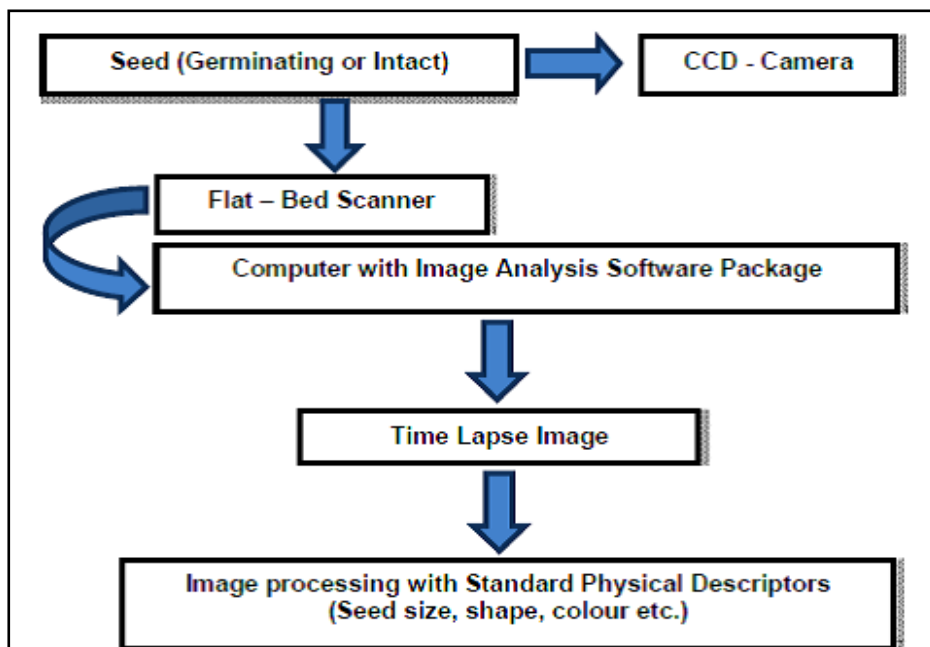 Seed (Germinating or Intact)
CCD - Camera
Flat – Bed Scanner
Computer with Image Analysis Software Package
Time Lapse Image
Image processing with Standard Physical Descriptors
(Seed size, shape, colour etc.)